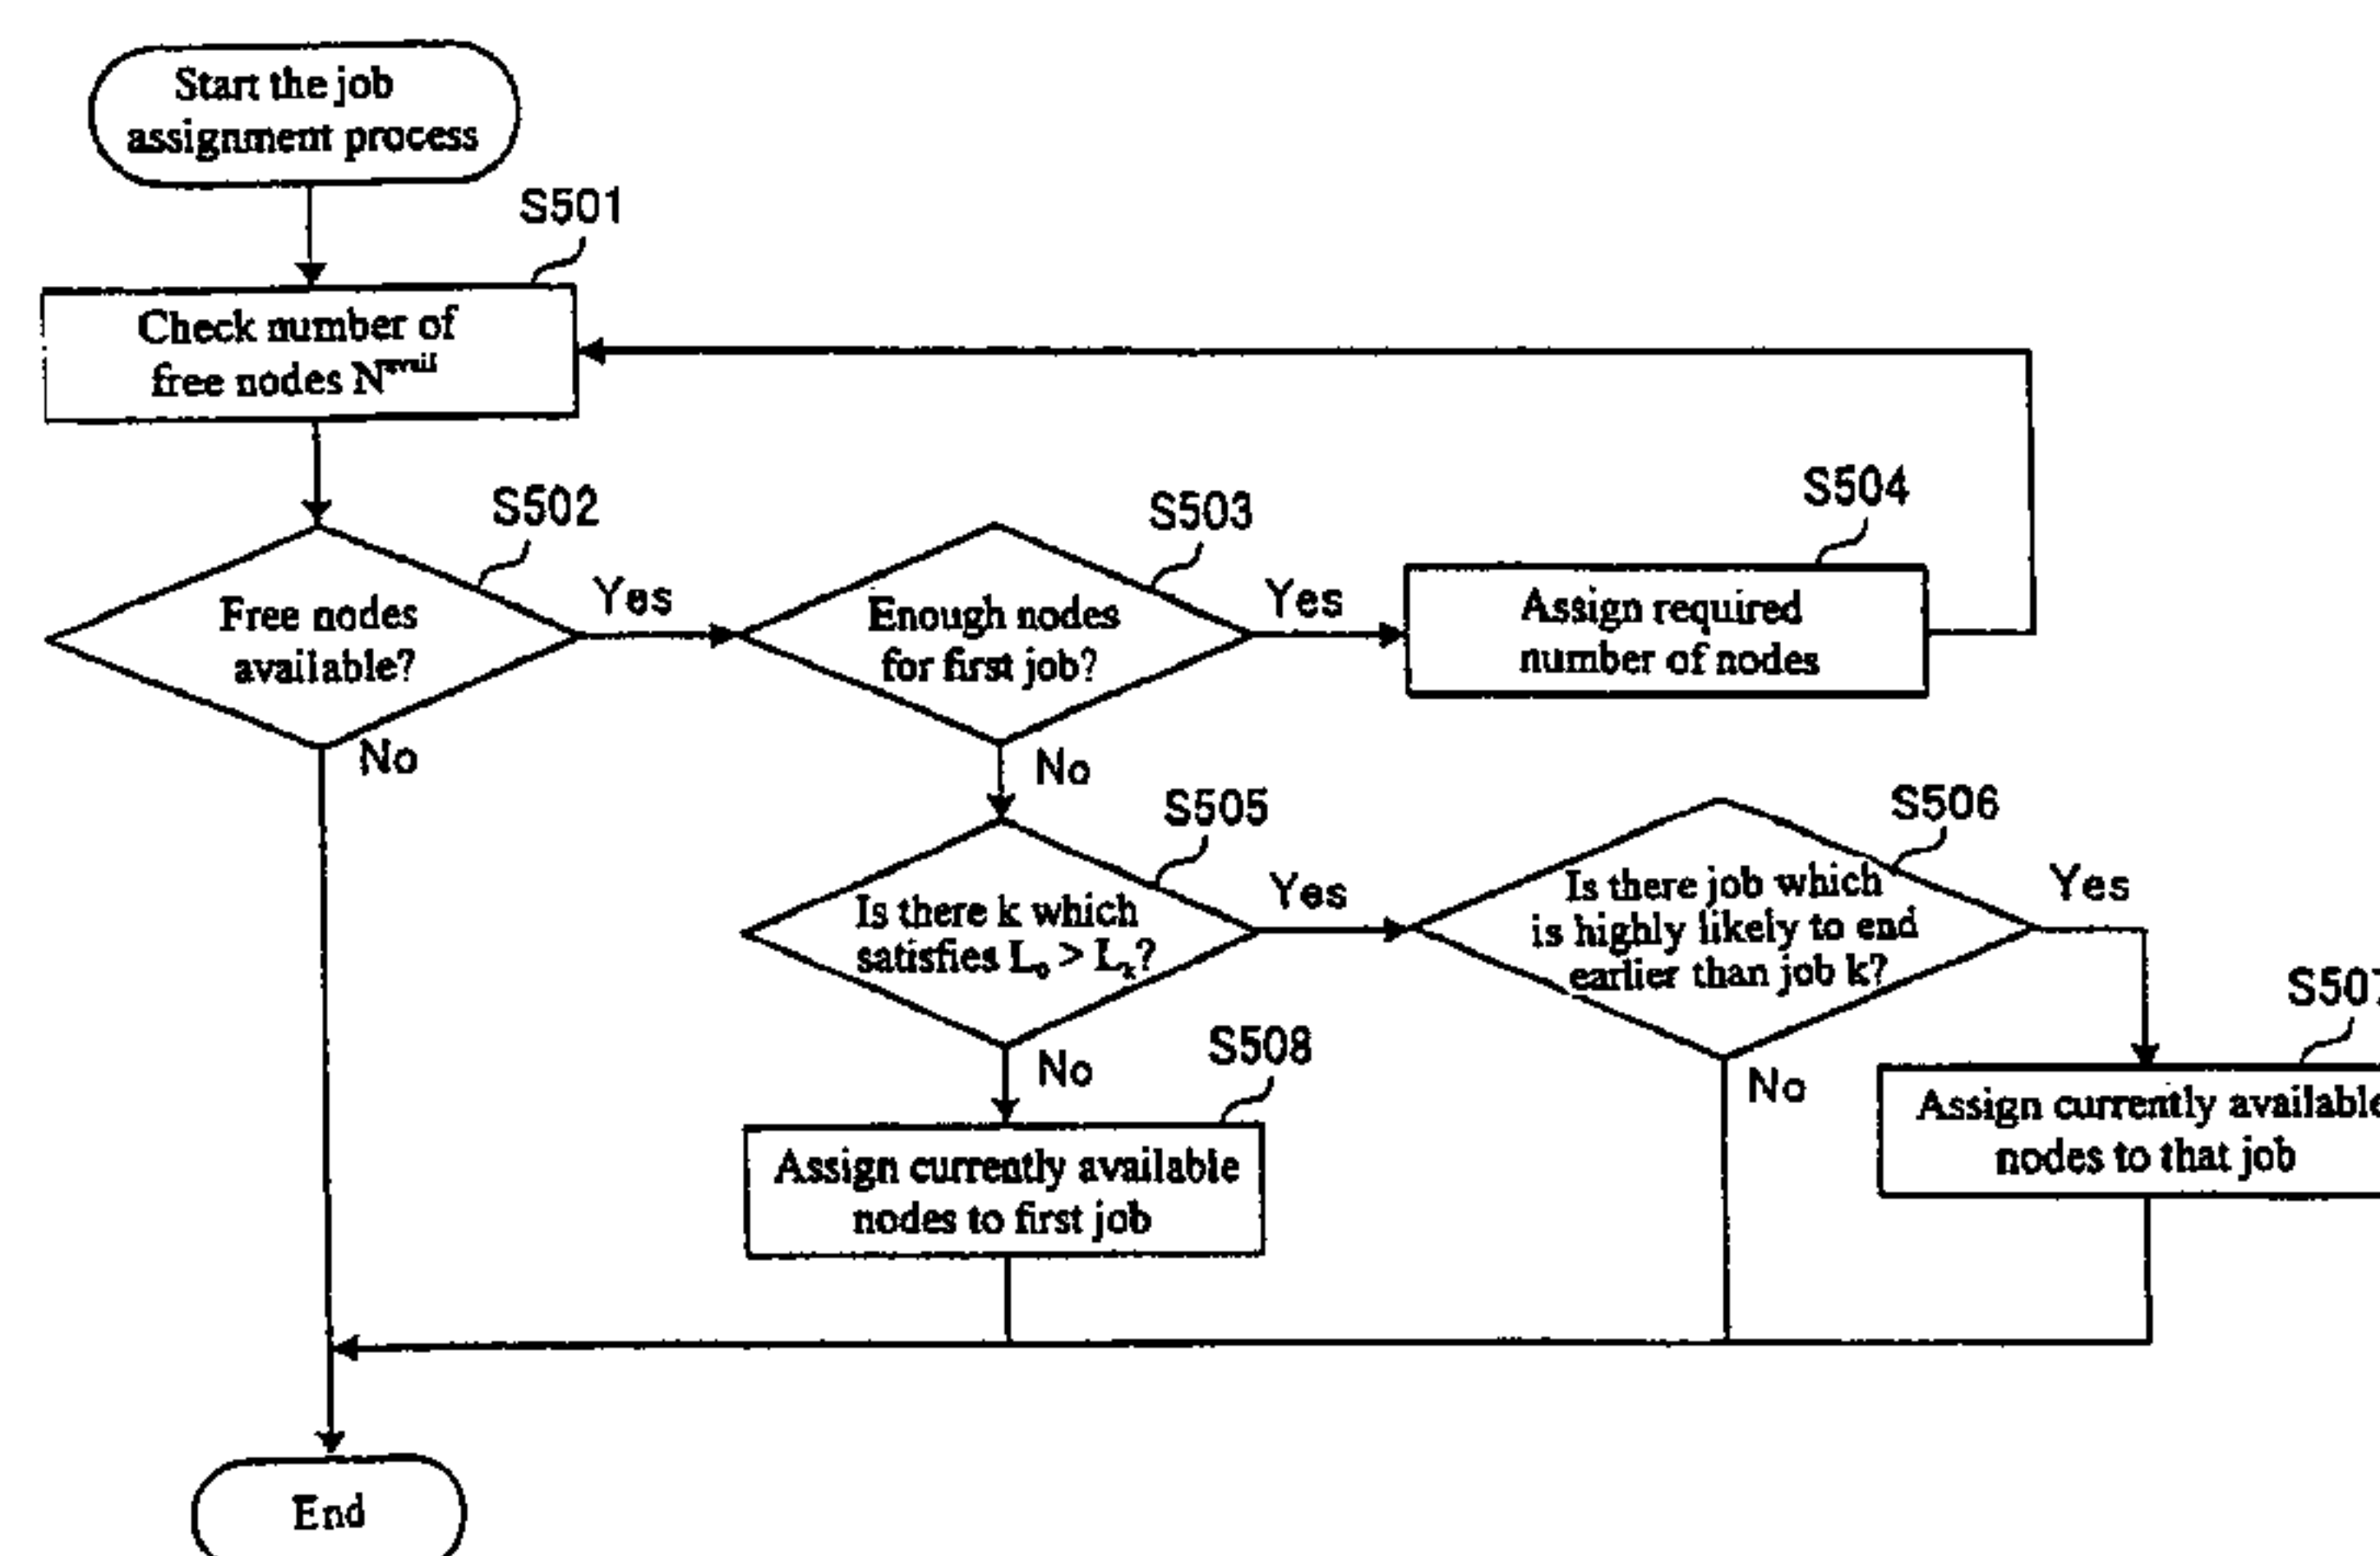 Start the job
assignment process
S501
Check number of
free nodes N^avail
S502
Free nodes
available?
Yes
No
S503
Enough nodes
for first job?
Yes
No
S504
Assign required
number of nodes
S505
Is there k which
satisfies L₀ > Lₖ?
Yes
No
S506
Is there job which
is highly likely to end
earlier than job k?
Yes
No
S507
Assign currently available
nodes to that job
S508
Assign currently available
nodes to first job
End